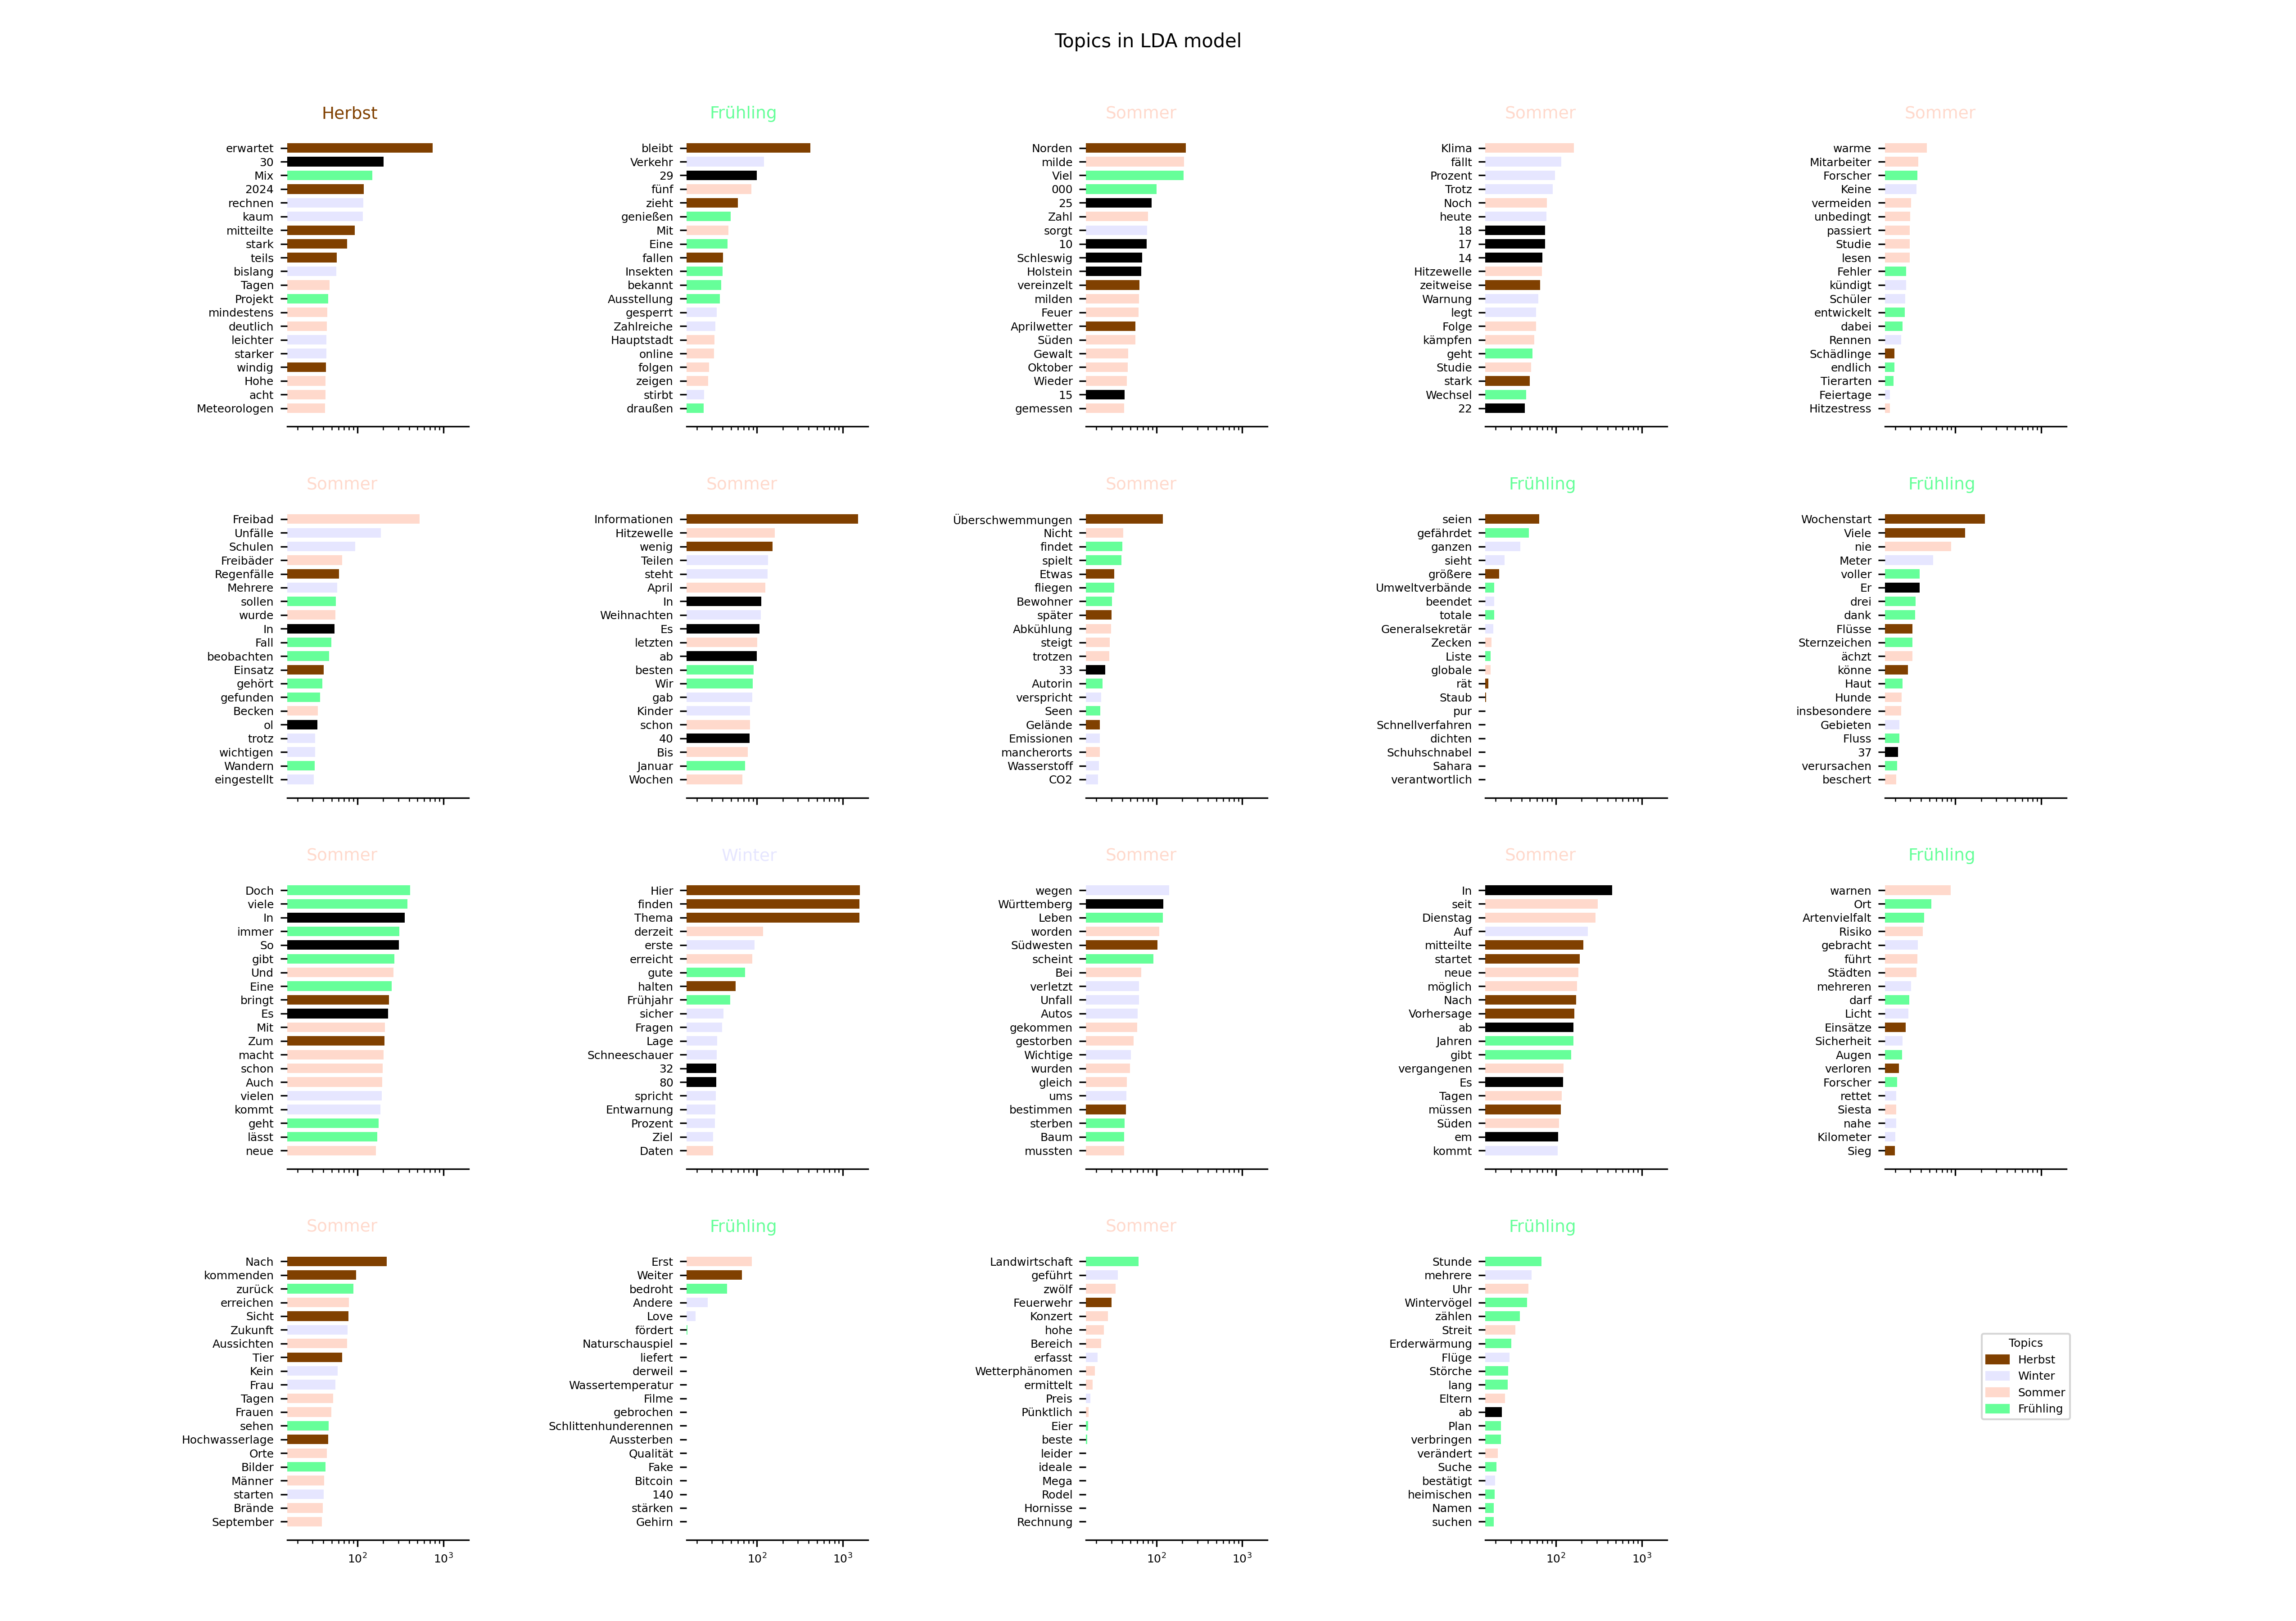 Topics in LDA model
Herbst
erwartet
30
Mix
2024
rechnen
kaum
mitteilte
stark
teils
bislang
Tagen
Projekt
mindestens
deutlich
leichter
starker
windig
Hohe
acht
Meteorologen
Frühling
bleibt
Verkehr
29
fünf
zieht
genießen
Mit
Eine
fallen
Insekten
bekannt
Ausstellung
gesperrt
Zahlreiche
Hauptstadt
online
folgen
zeigen
stirbt
draußen
Sommer
Norden
milde
Viel
000
25
Zahl
sorgt
10
Schleswig
Holstein
vereinzelt
milden
Feuer
Aprilwetter
Süden
Gewalt
Oktober
Wieder
15
gemessen
Sommer
Klima
fällt
Prozent
Trotz
Noch
heute
18
17
14
Hitzewelle
zeitweise
Warnung
legt
Folge
kämpfen
geht
Studie
stark
Wechsel
22
Sommer
warme
Mitarbeiter
Forscher
Keine
vermeiden
unbedingt
passiert
Studie
lesen
Fehler
kündigt
Schüler
entwickelt
dabei
Rennen
Schädlinge
endlich
Tierarten
Feiertage
Hitzestress
Sommer
Freibad
Unfälle
Schulen
Freibäder
Regenfälle
Mehrere
sollen
wurde
In
Fall
beobachten
Einsatz
gehört
gefunden
Becken
ol
trotz
wichtigen
Wandern
eingestellt
Sommer
Informationen
Hitzewelle
wenig
Teilen
steht
April
In
Weihnachten
Es
letzten
ab
besten
Wir
gab
Kinder
schon
40
Bis
Januar
Wochen
Sommer
Überschwemmungen
Nicht
findet
spielt
Etwas
fliegen
Bewohner
später
Abkühlung
steigt
trotzen
33
Autorin
verspricht
Seen
Gelände
Emissionen
mancherorts
Wasserstoff
CO2
Frühling
seien
gefährdet
ganzen
sieht
größere
Umweltverbände
beendet
totale
Generalsekretär
Zecken
Liste
globale
rät
Staub
pur
Schnellverfahren
dichten
Schuhschnabel
Sahara
verantwortlich
Frühling
Wochenstart
Viele
nie
Meter
voller
Er
drei
dank
Flüsse
Sternzeichen
ächzt
könne
Haut
Hunde
insbesondere
Gebieten
Fluss
37
verursachen
beschert
Sommer
Doch
viele
In
immer
So
gibt
Und
Eine
bringt
Es
Mit
Zum
macht
schon
Auch
vielen
kommt
geht
lässt
neue
Winter
Hier
finden
Thema
derzeit
erste
erreicht
gute
halten
Frühjahr
sicher
Fragen
Lage
Schneeschauer
32
80
spricht
Entwarnung
Prozent
Ziel
Daten
Sommer
wegen
Württemberg
Leben
worden
Südwesten
scheint
Bei
verletzt
Unfall
Autos
gekommen
gestorben
Wichtige
wurden
gleich
ums
bestimmen
sterben
Baum
mussten
Sommer
In
seit
Dienstag
Auf
mitteilte
startet
neue
möglich
Nach
Vorhersage
ab
Jahren
gibt
vergangenen
Es
Tagen
müssen
Süden
em
kommt
Frühling
warnen
Ort
Artenvielfalt
Risiko
gebracht
führt
Städten
mehreren
darf
Licht
Einsätze
Sicherheit
Augen
verloren
Forscher
rettet
Siesta
nahe
Kilometer
Sieg
Sommer
Nach
kommenden
zurück
erreichen
Sicht
Zukunft
Aussichten
Tier
Kein
Frau
Tagen
Frauen
sehen
Hochwasserlage
Orte
Bilder
Männer
starten
Brände
September
10² 10³
Frühling
Erst
Weiter
bedroht
Andere
Love
fördert
Naturschauspiel
liefert
derweil
Wassertemperatur
Filme
gebrochen
Schlittenhunderennen
Aussterben
Qualität
Fake
Bitcoin
140
stärken
Gehirn
10² 10³
Sommer
Landwirtschaft
geführt
zwölf
Feuerwehr
Konzert
hohe
Bereich
erfasst
Wetterphänomen
ermittelt
Preis
Pünktlich
Eier
beste
leider
ideale
Mega
Rodel
Hornisse
Rechnung
10² 10³
Frühling
Stunde
mehrere
Uhr
Wintervögel
zählen
Streit
Erderwärmung
Flüge
Störche
lang
Eltern
ab
Plan
verbringen
verändert
Suche
bestätigt
heimischen
Namen
suchen
10² 10³
Topics
Herbst
Winter
Sommer
Frühling